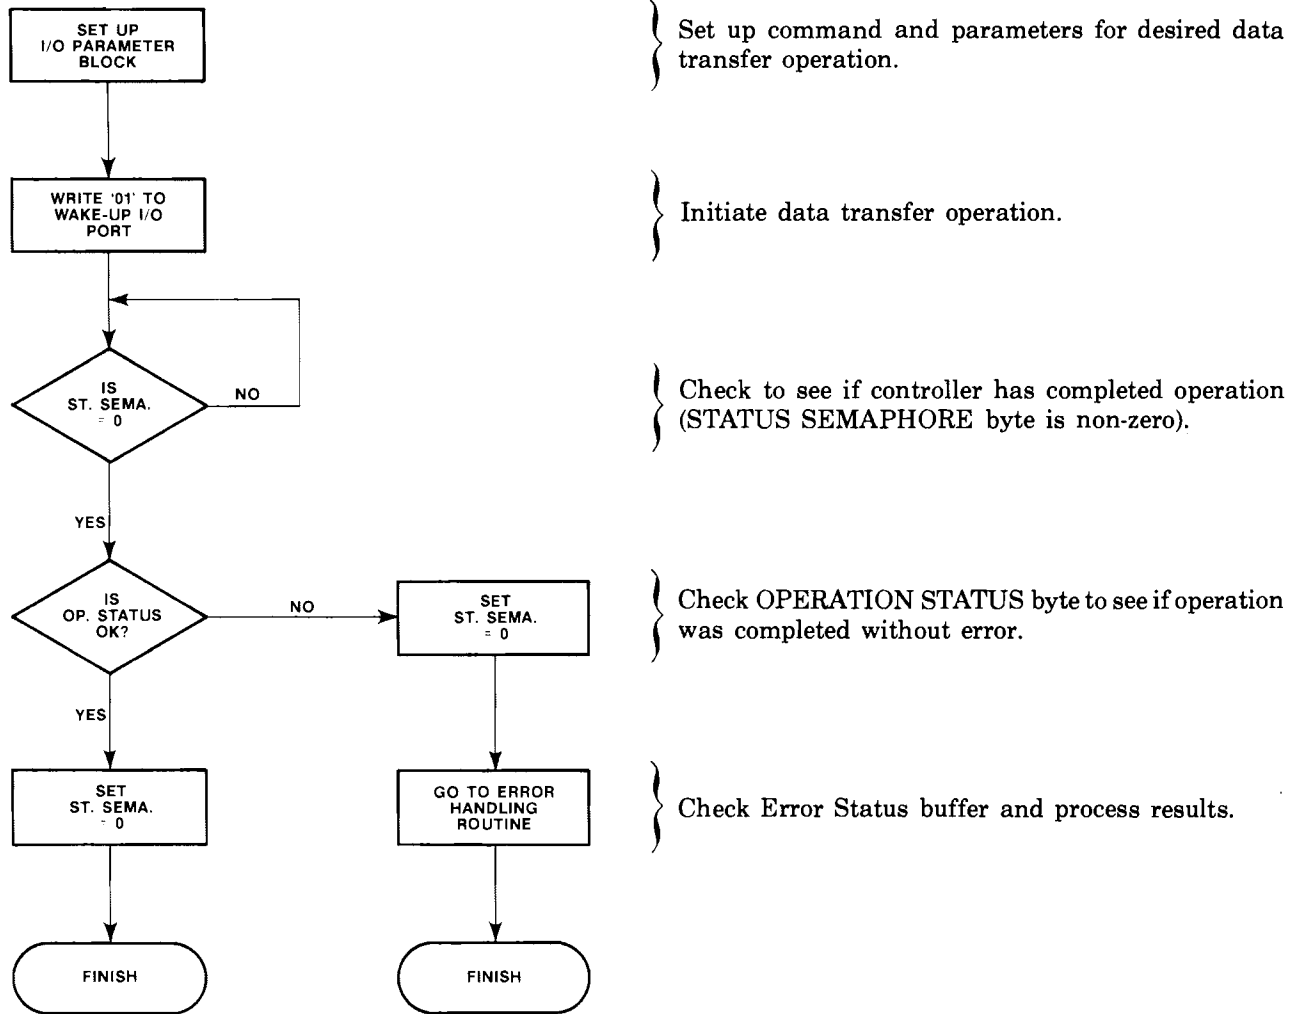 SET UP
I/O PARAMETER
BLOCK
Set up command and parameters for desired data
transfer operation.
WRITE '01' TO
WAKE-UP I/O
PORT
Initiate data transfer operation.
IS
ST. SEMA.
= 0
NO
Check to see if controller has completed operation
(STATUS SEMAPHORE byte is non-zero).
YES
IS
OP. STATUS
OK?
NO
SET
ST. SEMA.
= 0
Check OPERATION STATUS byte to see if operation
was completed without error.
YES
SET
ST. SEMA.
= 0
GO TO ERROR
HANDLING
ROUTINE
Check Error Status buffer and process results.
FINISH
FINISH